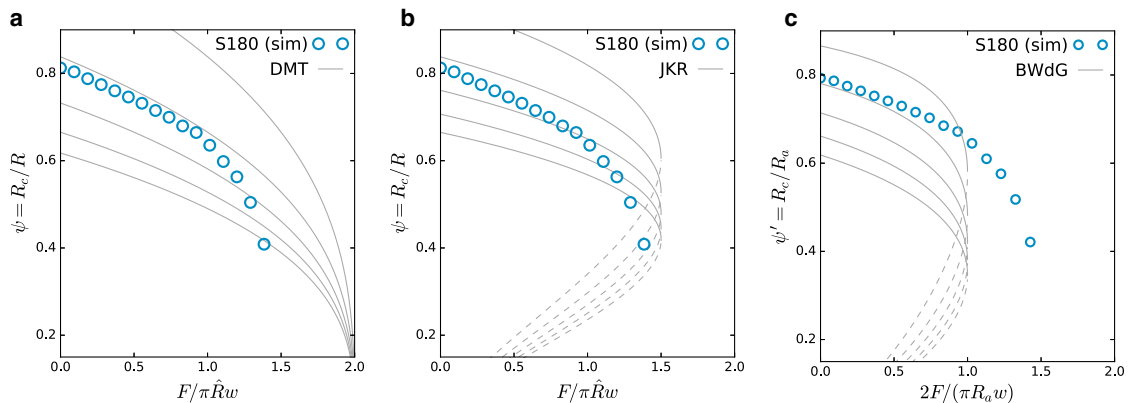 a
S180 (sim)
DMT
ψ = R_c/R
0.8
0.6
0.4
0.2
0.0 0.5 1.0 1.5 2.0
F/πR̂w
b
S180 (sim)
JKR
ψ = R_c/R
0.8
0.6
0.4
0.2
0.0 0.5 1.0 1.5 2.0
F/πR̂w
c
S180 (sim)
BWdG
ψ' = R_c/R_a
0.8
0.6
0.4
0.2
0.0 0.5 1.0 1.5 2.0
2F/(πR_a w)